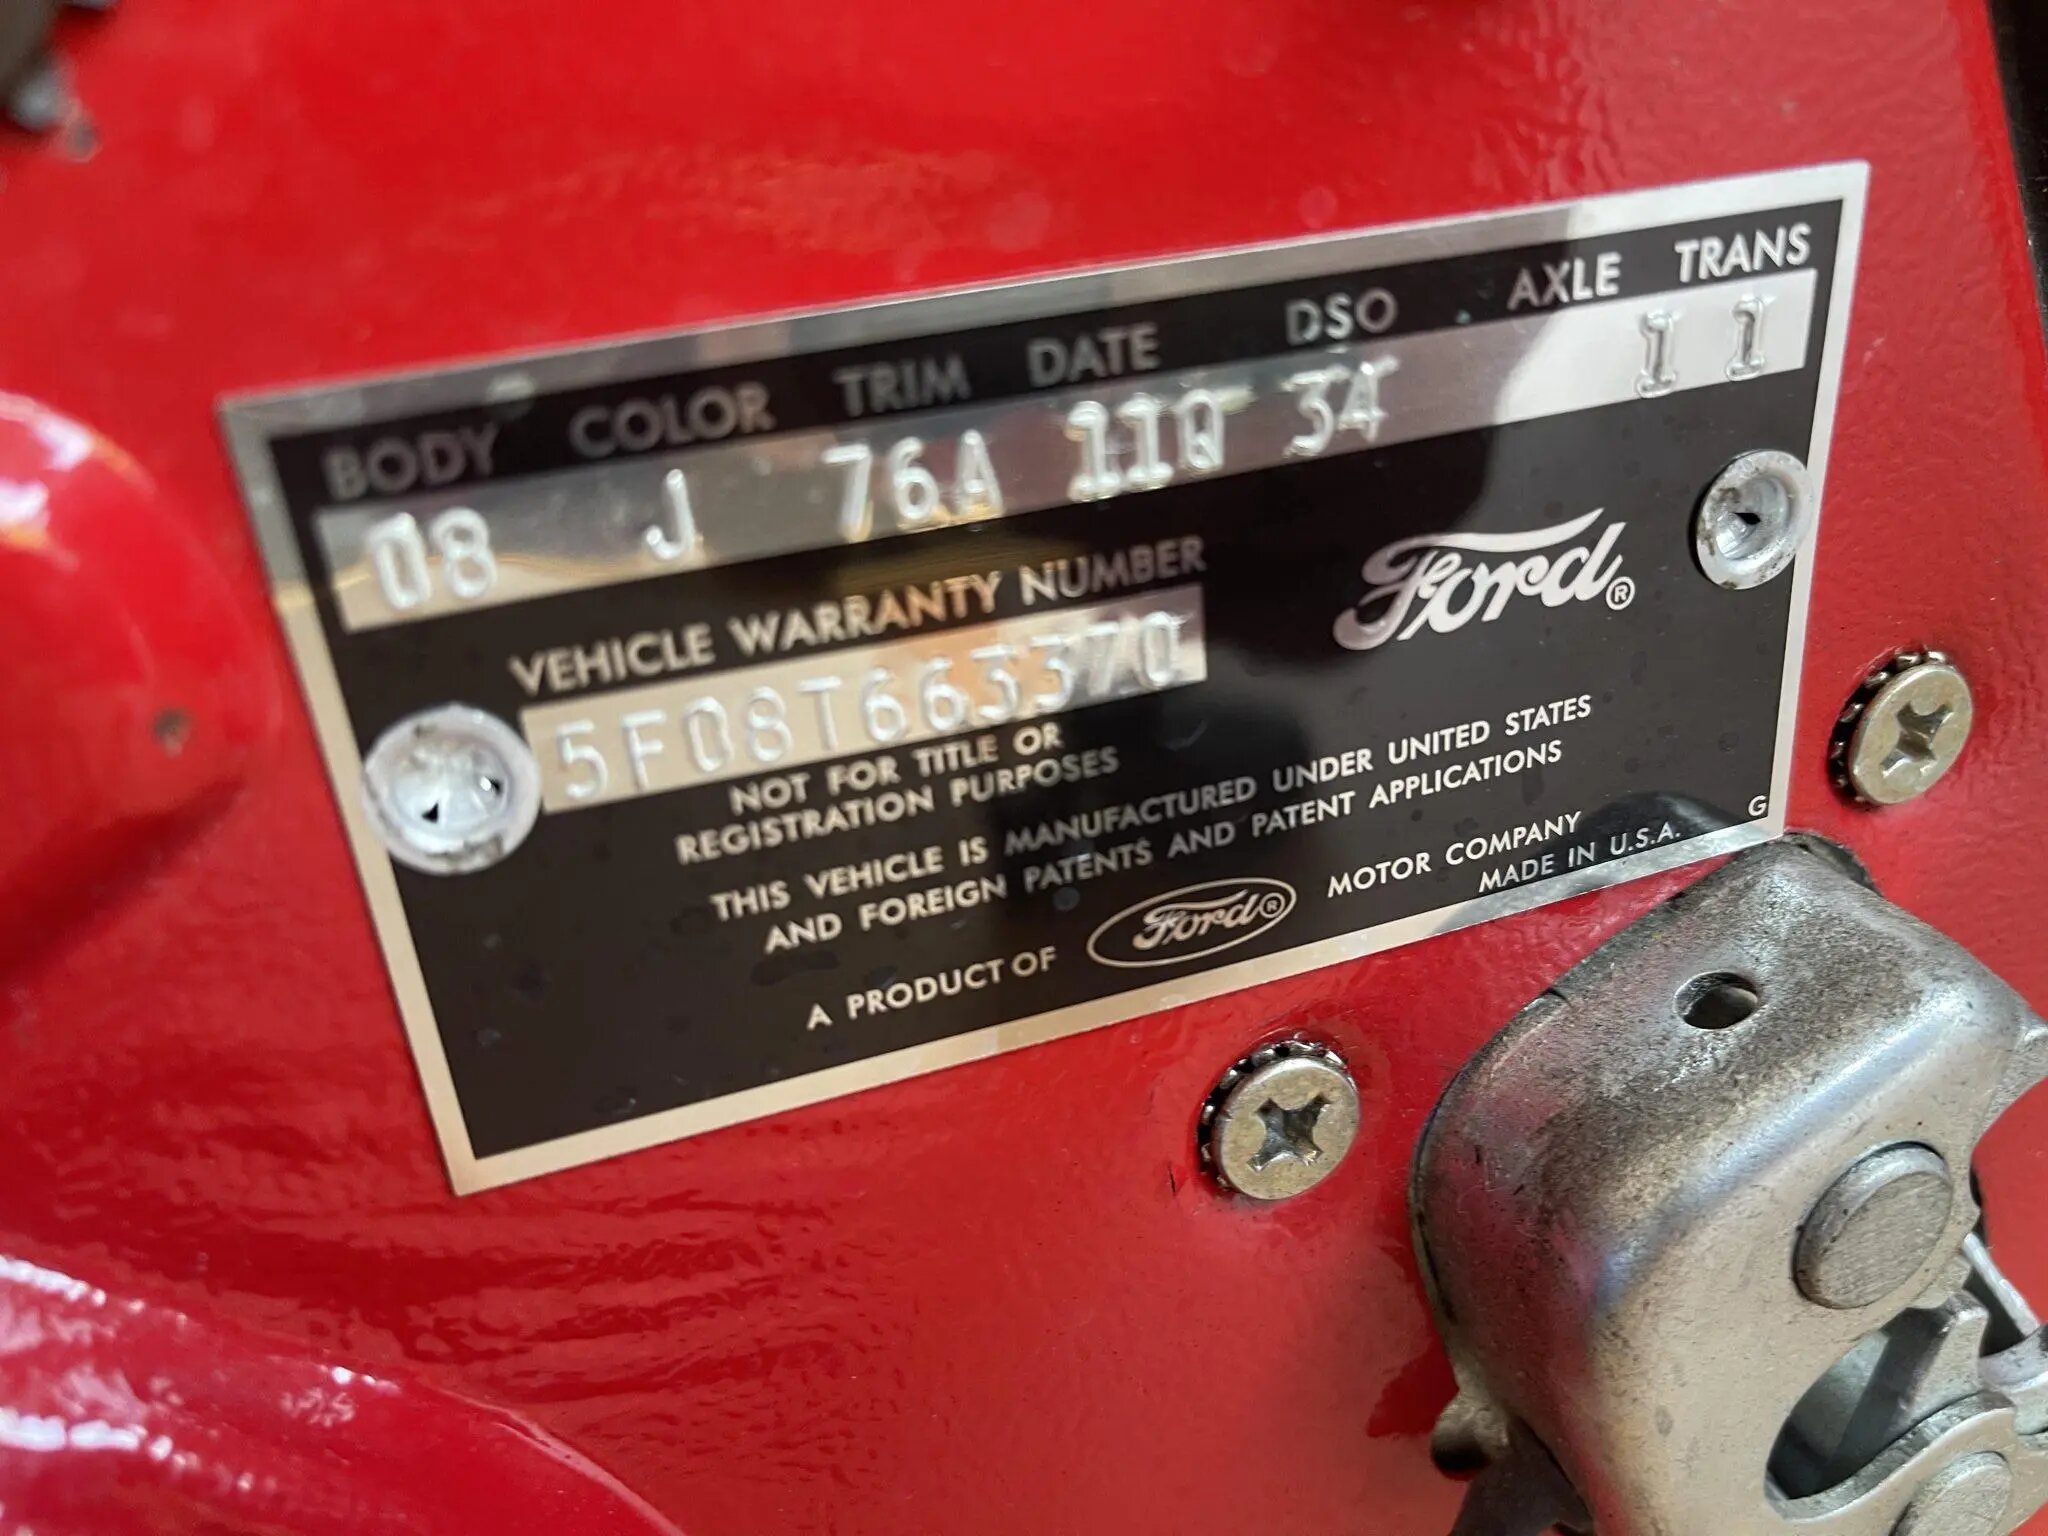 BODY COLOR TRIM DATE DSO AXLE TRANS
08 J 76A 11Q 34 1 1
VEHICLE WARRANTY NUMBER
5F08T663370
Ford®
NOT FOR TITLE OR
REGISTRATION PURPOSES
THIS VEHICLE IS MANUFACTURED UNDER UNITED STATES
AND FOREIGN PATENTS AND PATENT APPLICATIONS
A PRODUCT OF Ford® MOTOR COMPANY
MADE IN U.S.A.
G